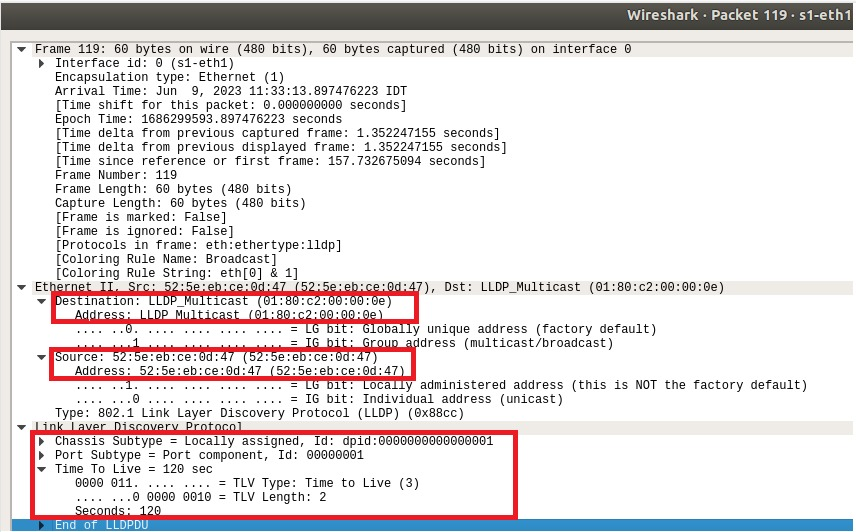 Wireshark · Packet 119 · s1-eth1
Frame 119: 60 bytes on wire (480 bits), 60 bytes captured (480 bits) on interface 0
Interface id: 0 (s1-eth1)
Encapsulation type: Ethernet (1)
Arrival Time: Jun  9, 2023 11:33:13.897476223 IDT
[Time shift for this packet: 0.000000000 seconds]
Epoch Time: 1686299593.897476223 seconds
[Time delta from previous captured frame: 1.352247155 seconds]
[Time delta from previous displayed frame: 1.352247155 seconds]
[Time since reference or first frame: 157.732675094 seconds]
Frame Number: 119
Frame Length: 60 bytes (480 bits)
Capture Length: 60 bytes (480 bits)
[Frame is marked: False]
[Frame is ignored: False]
[Protocols in frame: eth:ethertype:lldp]
[Coloring Rule Name: Broadcast]
[Coloring Rule String: eth[0] & 1]
Ethernet II, Src: 52:5e:eb:ce:0d:47 (52:5e:eb:ce:0d:47), Dst: LLDP_Multicast (01:80:c2:00:00:0e)
Destination: LLDP_Multicast (01:80:c2:00:00:0e)
Address: LLDP_Multicast (01:80:c2:00:00:0e)
.... ..0. .... .... .... .... = LG bit: Globally unique address (factory default)
.... ...1 .... .... .... .... = IG bit: Group address (multicast/broadcast)
Source: 52:5e:eb:ce:0d:47 (52:5e:eb:ce:0d:47)
Address: 52:5e:eb:ce:0d:47 (52:5e:eb:ce:0d:47)
.... ..1. .... .... .... .... = LG bit: Locally administered address (this is NOT the factory default)
.... ...0 .... .... .... .... = IG bit: Individual address (unicast)
Type: 802.1 Link Layer Discovery Protocol (LLDP) (0x88cc)
Link Layer Discovery Protocol
Chassis Subtype = Locally assigned, Id: dpid:0000000000000001
Port Subtype = Port component, Id: 00000001
Time To Live = 120 sec
0000 011. .... .... = TLV Type: Time to Live (3)
.... ...0 0000 0010 = TLV Length: 2
Seconds: 120
End of LLDPDU